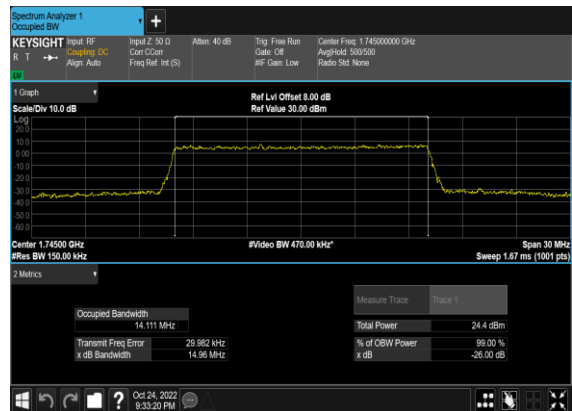 Spectrum Analyzer 1
Occupied BW
KEYSIGHT
R T
Input: RF
Coupling: DC
Align: Auto
Input Z: 50 Ω
Corr CCorr
Freq Ref: Int (S)
Atten: 40 dB
Trig: Free Run
Gate: Off
#IF Gain: Low
Center Freq: 1.745000000 GHz
Avg|Hold: 500/500
Radio Std: None
1 Graph
Scale/Div 10.0 dB
Ref Lvl Offset 8.00 dB
Ref Value 30.00 dBm
Log
20.0
10.0
0.00
-10.0
-20.0
-30.0
-40.0
-50.0
-60.0
Center 1.74500 GHz
#Res BW 150.00 kHz
#Video BW 470.00 kHz*
Span 30 MHz
Sweep 1.67 ms (1001 pts)
2 Metrics
Measure Trace Trace 1
Occupied Bandwidth
14.111 MHz
Total Power 24.4 dBm
Transmit Freq Error 29.982 kHz
x dB Bandwidth 14.96 MHz
% of OBW Power 99.00 %
x dB -26.00 dB
Oct 24, 2022
9:33:20 PM